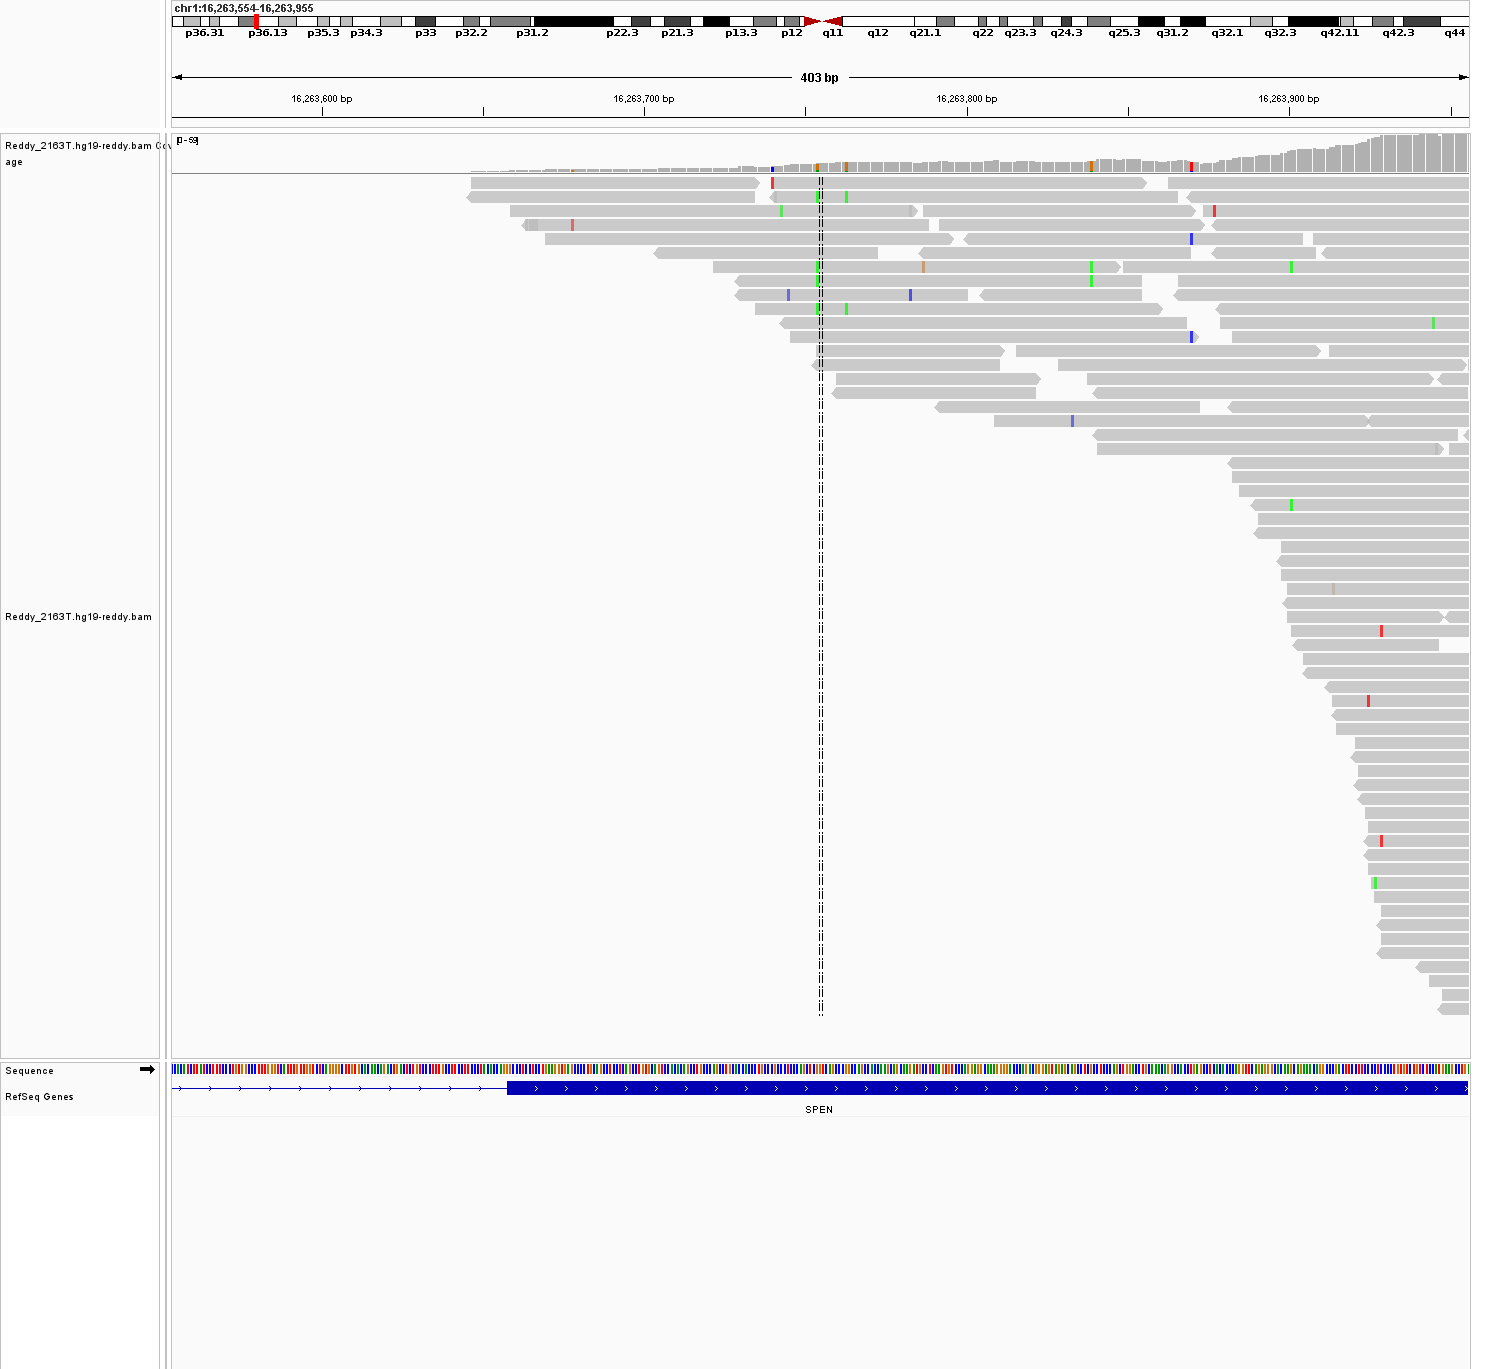 chr1:16,263,554-16,263,955
p36.31 p36.13 p35.3 p34.3 p33 p32.2 p31.2 p22.3 p21.3 p13.3 p12 q11 q12 q21.1 q22 q23.3 q24.3 q25.3 q31.2 q32.1 q32.3 q42.11 q42.3 q44
403 bp
16,263,600 bp 16,263,700 bp 16,263,800 bp 16,263,900 bp
[0-59]
Reddy_2163T.hg19-reddy.bam Cov
age
Reddy_2163T.hg19-reddy.bam
Sequence
RefSeq Genes
SPEN